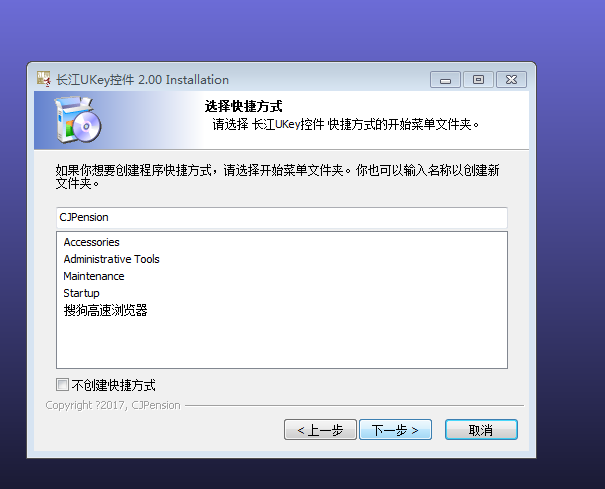 长江UKey控件 2.00 Installation
选择快捷方式
请选择 长江UKey控件 快捷方式的开始菜单文件夹。
如果你想要创建程序快捷方式，请选择开始菜单文件夹。你也可以输入名称以创建新
文件夹。
CJPension
Accessories
Administrative Tools
Maintenance
Startup
搜狗高速浏览器
不创建快捷方式
Copyright ?2017, CJPension
< 上一步
下一步 >
取消